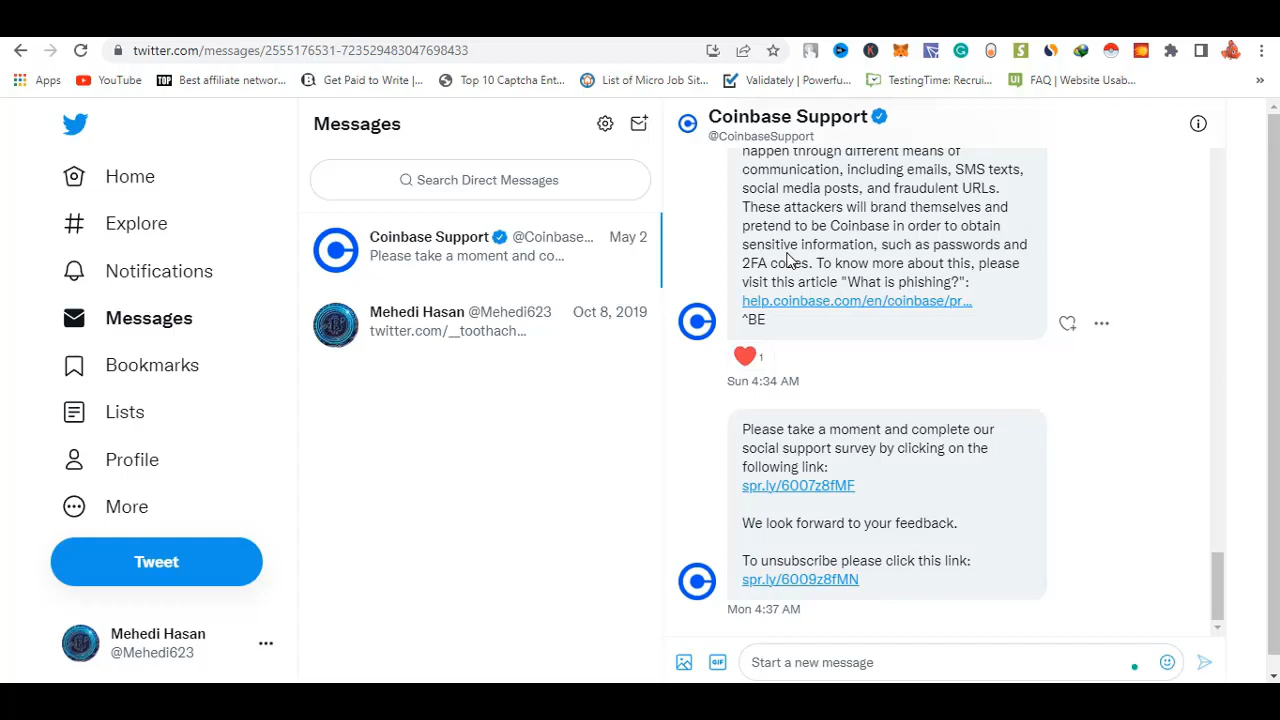 twitter.com/messages/2555176531-723529483047698433
Apps
YouTube
TOP
Best affiliate networ...
Get Paid to Write |...
Top 10 Captcha Ent...
List of Micro Job Sit...
Validately | Powerfu...
TestingTime: Recrui...
UI
FAQ | Website Usab...
»
Home
Explore
Notifications
Messages
Bookmarks
Lists
Profile
More
Tweet
Mehedi Hasan
@Mehedi623
Messages
Search Direct Messages
Coinbase Support @Coinbase... May 2
Please take a moment and co...
Mehedi Hasan @Mehedi623 Oct 8, 2019
twitter.com/__toothach...
Coinbase Support
@CoinbaseSupport
happen through different means of
communication, including emails, SMS texts,
social media posts, and fraudulent URLs.
These attackers will brand themselves and
pretend to be Coinbase in order to obtain
sensitive information, such as passwords and
2FA codes. To know more about this, please
visit this article "What is phishing?":
help.coinbase.com/en/coinbase/pr...
^BE
1
Sun 4:34 AM
Please take a moment and complete our
social support survey by clicking on the
following link:
spr.ly/6007z8fMF
We look forward to your feedback.
To unsubscribe please click this link:
spr.ly/6009z8fMN
Mon 4:37 AM
GIF
Start a new message